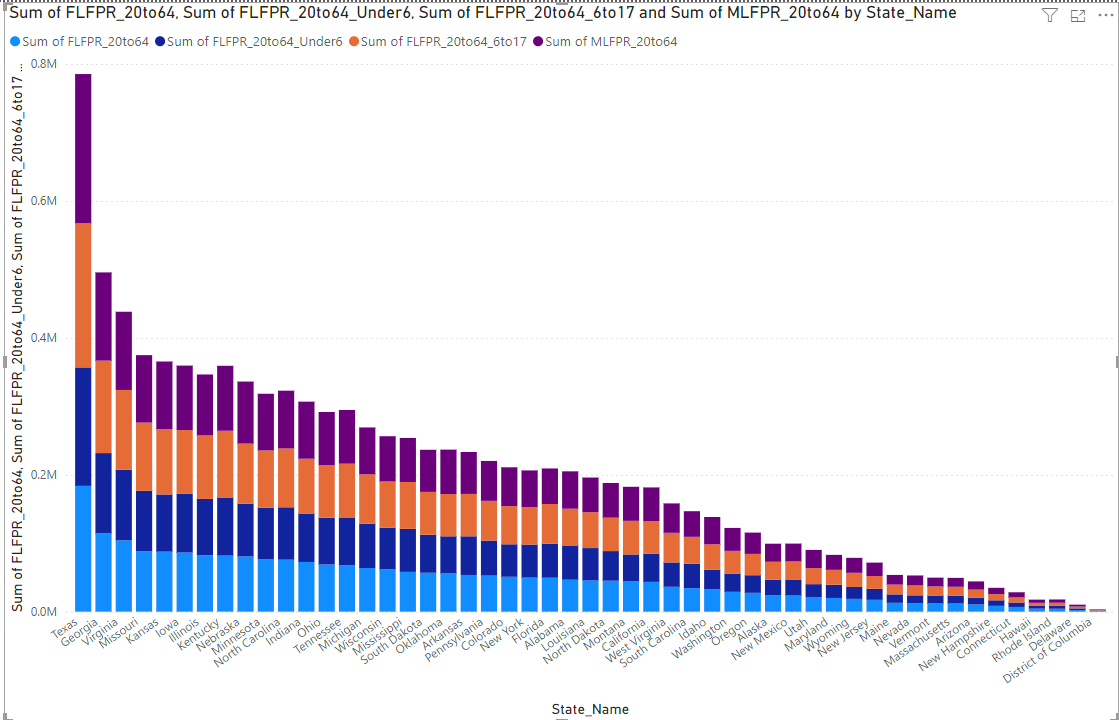 Sum of FLFPR_20to64, Sum of FLFPR_20to64_Under6, Sum of FLFPR_20to64_6to17 and Sum of MLFPR_20to64 by State_Name
Sum of FLFPR_20to64 Sum of FLFPR_20to64_Under6 Sum of FLFPR_20to64_6to17 Sum of MLFPR_20to64
Sum of FLFPR_20to64, Sum of FLFPR_20to64_Under6, Sum of FLFPR_20to64_6to17 ...
0.8M
0.6M
0.4M
0.2M
0.0M
Texas
Georgia
Virginia
Missouri
Kansas
Iowa
Illinois
Kentucky
Nebraska
Minnesota
North Carolina
Indiana
Ohio
Tennessee
Michigan
Wisconsin
Mississippi
South Dakota
Oklahoma
Arkansas
Pennsylvania
Colorado
New York
Florida
Alabama
Louisiana
North Dakota
Montana
California
West Virginia
South Carolina
Idaho
Washington
Oregon
Alaska
New Mexico
Utah
Maryland
Wyoming
New Jersey
Maine
Nevada
Vermont
Massachusetts
Arizona
New Hampshire
Connecticut
Hawaii
Rhode Island
Delaware
District of Columbia
State_Name